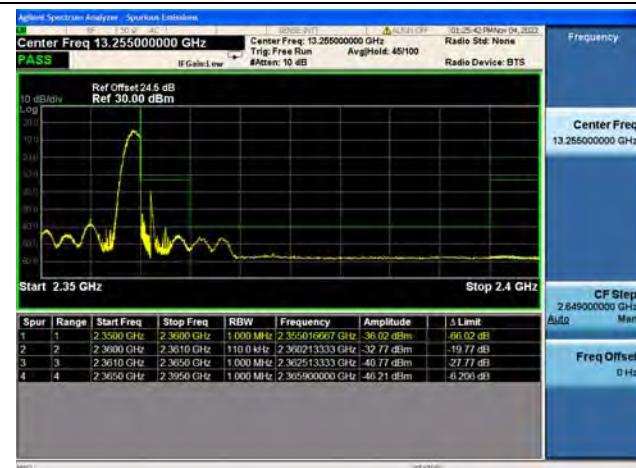 Agilent Spectrum Analyzer - Spurious Emissions
RF 50 Ω AC SENSE:INT ALIGN OFF 01:25:42 PM Nov 04, 2022
Center Freq 13.255000000 GHz
PASS
IFGain:Low
Center Freq: 13.255000000 GHz
Trig: Free Run Avg|Hold: 45/100
#Atten: 10 dB
Radio Std: None
Radio Device: BTS
Frequency
Ref Offset 24.5 dB
10 dB/div Ref 30.00 dBm
Log
Center Freq
13.255000000 GHz
Start 2.35 GHz Stop 2.4 GHz
CF Step
2.649000000 GHz
Auto Man
Spur Range Start Freq Stop Freq RBW Frequency Amplitude Δ Limit
1 1 2.3500 GHz 2.3600 GHz 1.000 MHz 2.355016667 GHz -36.02 dBm -66.02 dB
2 2 2.3600 GHz 2.3610 GHz 110.0 kHz 2.360213333 GHz -32.77 dBm -19.77 dB
3 3 2.3610 GHz 2.3650 GHz 1.000 MHz 2.362513333 GHz -40.77 dBm -27.77 dB
4 4 2.3650 GHz 2.3950 GHz 1.000 MHz 2.365900000 GHz -46.21 dBm -6.206 dB
Freq Offset
0 Hz